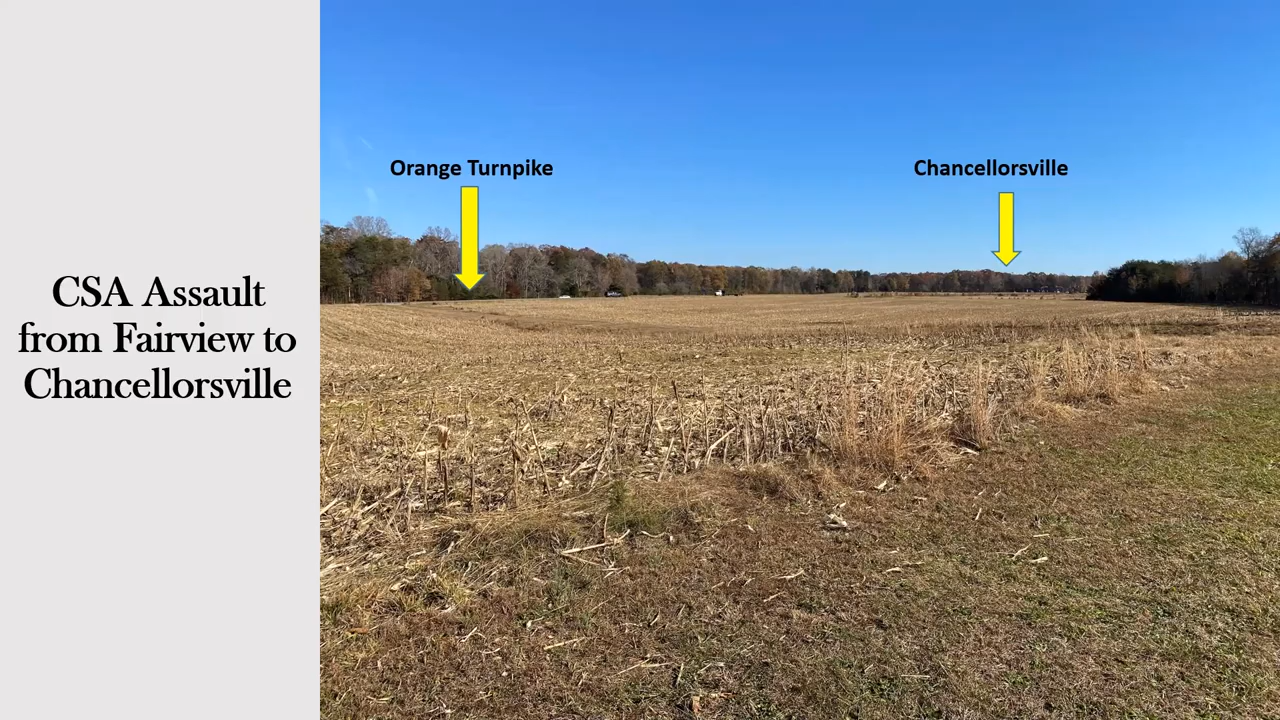 CSA Assault
from Fairview to
Chancellorsville
Orange Turnpike
Chancellorsville